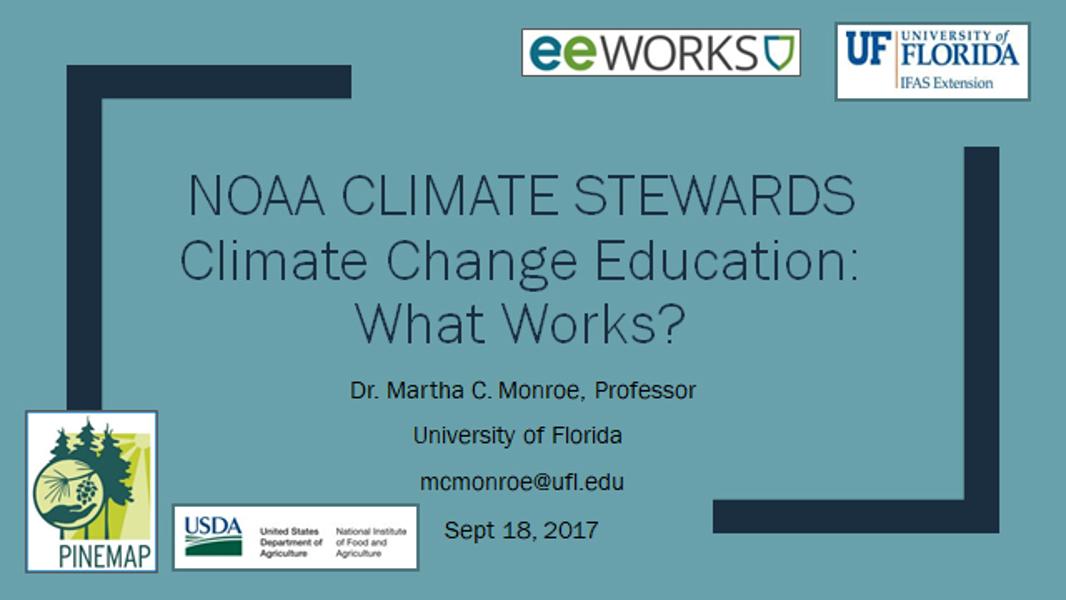 eeWORKS
UF UNIVERSITY of
FLORIDA
IFAS Extension
NOAA CLIMATE STEWARDS
Climate Change Education:
What Works?
Dr. Martha C. Monroe, Professor
University of Florida
mcmonroe@ufl.edu
Sept 18, 2017
PINEMAP
USDA
United States
Department of
Agriculture
National Institute
of Food and
Agriculture